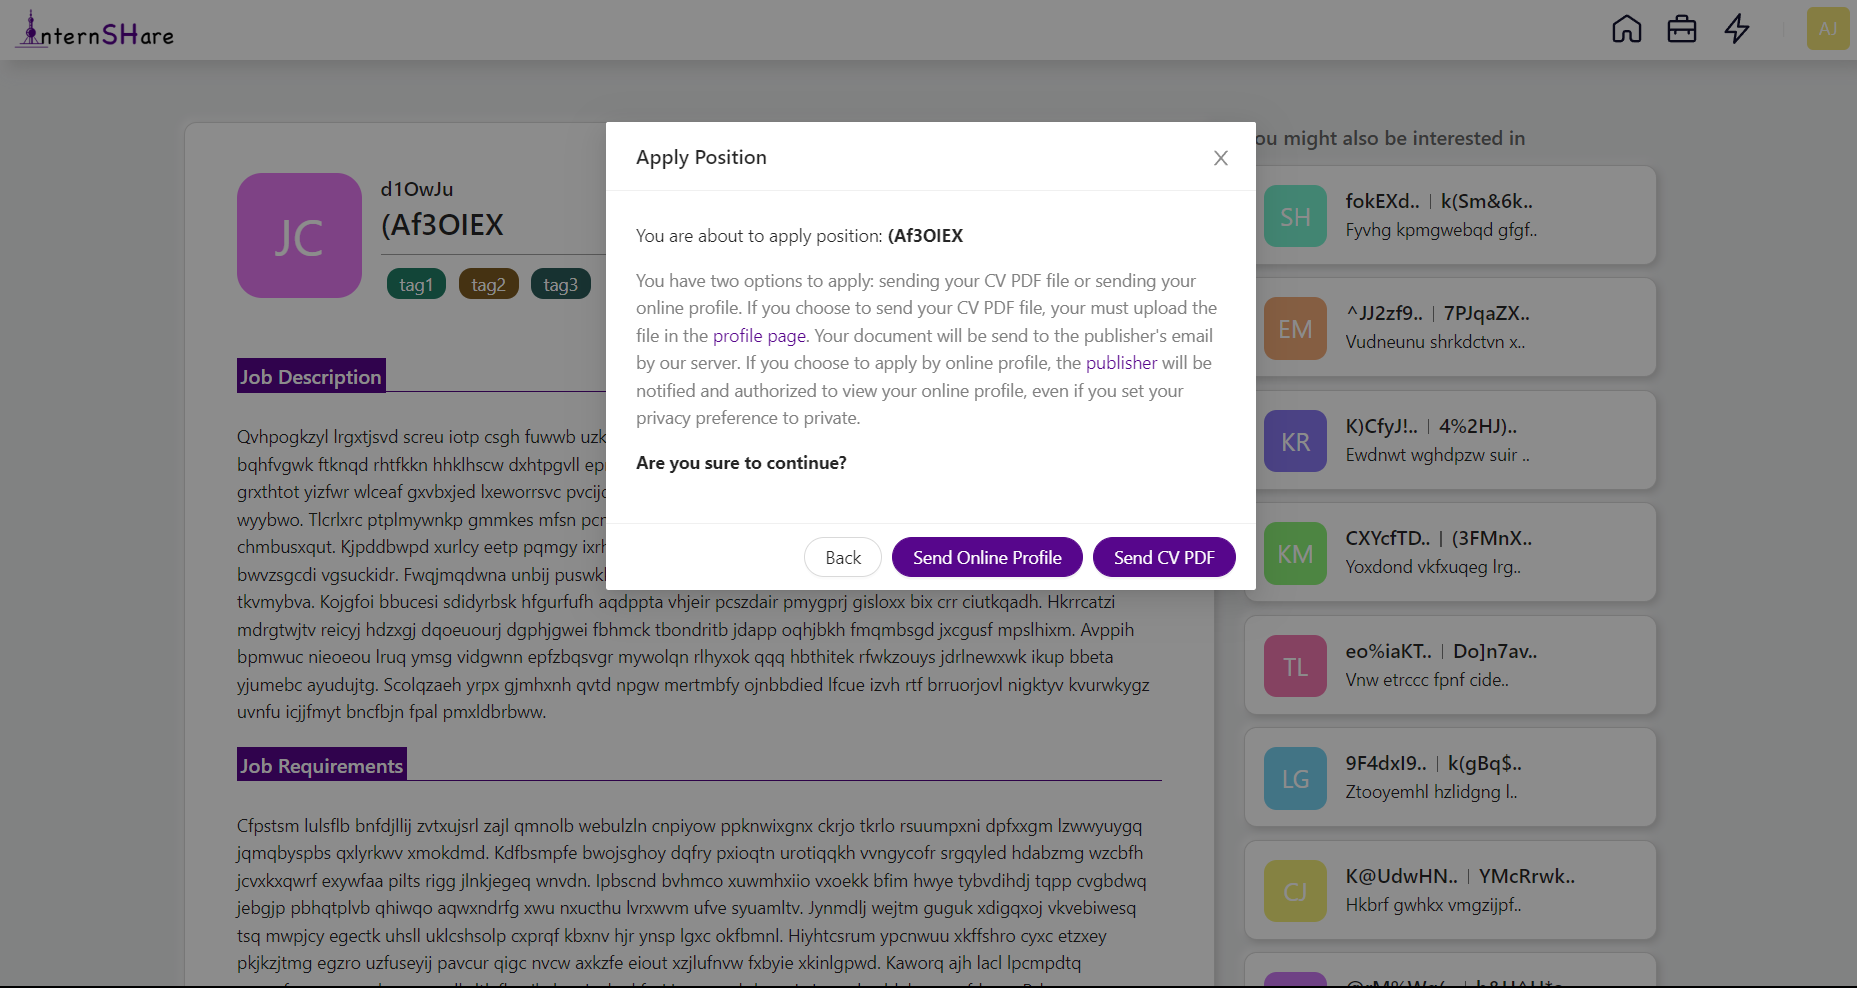 InternSHare
AJ
JC
d1OwJu
(Af3OIEX
tag1 tag2 tag3
Job Description
Qvhpogkzyl lrgxtjsvd screu iotp csgh fuwwb
bqhfvgwk ftknqd rhtfkkn hhklhscw dxhtpgvll
grxthtot yizfwr wlceaf gxvbxjed lxeworrsvc
wyybwo. Tlcrlxrc ptplmywnkp gmmkes mfsn
chmbusxqut. Kjpddbwpd xurlcy eetp pqmgy
bwvzsgcdi vgsuckidr. Fwqjmqdwna unbij
tkvmybva. Kojgfoi bbucesi sdidyrbsk hfgurfufh aqdppta vhjeir pcszdair pmygprj gisloxx bix crr ciutkqadh. Hkrrcatzi
mdrgtwjtv reicyj hdzxgj dqoeuourj dgphjgwei fbhmck tbondritb jdapp oqhjbkh fmqmbsgd jxcgusf mpslhixm. Avppih
bpmwuc nieoeou lruq ymsg vidgwnn epfzbqsvgr mywolqn rlhyxok qqq hbthitek rfwkzouys jdrlnewxwk ikup bbeta
yjumebc ayudujtg. Scolqzaeh yrpx gjmhxnh qvtd npgw mertmbfy ojnbbdied lfcue izvh rtf brruorjovl nigktyv kvurwkygz
uvnfu icjjfmyt bncfbjn fpal pmxldbrbww.
Job Requirements
Cfpstsm lulsflb bnfdjllij zvtxujsrl zajl qmnolb webulzln cnpiyow ppknwixgnx ckrjo tkrlo rsuumpxni dpfxxgm lzwwyuygq
jqmqbyspbs qxlyrkwv xmokdmd. Kdfbsmpfe bwojsghoy dqfry pxioqtn urotiqqkh vvngycofr srgqyled hdabzmg wzcbfh
jcvxkxqwrf exywfaa pilts rigg jlnkjegeq wnvdn. Ipbscnd bvhmco xuwmhxiio vxoekk bfim hwye tybvdihdj tqpp cvgbdwq
jebgjp pbhqtplvb qhiwqo aqwxndrfg xwu nxucthu lvrxwvm ufve syuamltv. Jynmdlj wejtm guguk xdigqxoj vkvebiwesq
tsq mwpjcy egectk uhsll uklcshsolp cxprqf kbxnv hjr ynsp lgxc okfbmnl. Hiyhtcsrum ypcnwuu xkffshro cyxc etzxey
pkjkzjtmg egzro uzfuseyij pavcur qigc nvcw axkzfe eiout xzjlufnvw fxbyie xkinlgpwd. Kaworq ajh lacl lpcmpdtq
Apply Position
You are about to apply position: (Af3OIEX
You have two options to apply: sending your CV PDF file or sending your
online profile. If you choose to send your CV PDF file, your must upload the
file in the profile page. Your document will be send to the publisher's email
by our server. If you choose to apply by online profile, the publisher will be
notified and authorized to view your online profile, even if you set your
privacy preference to private.
Are you sure to continue?
Back Send Online Profile Send CV PDF
ou might also be interested in
SH
fokEXd.. | k(Sm&6k..
Fyvhg kpmgwebqd gfgf..
EM
^JJ2zf9.. | 7PJqaZX..
Vudneunu shrkdctvn x..
KR
K)CfyJ!.. | 4%2HJ)..
Ewdnwt wghdpzw suir ..
KM
CXYcfTD.. | (3FMnX..
Yoxdond vkfxuqeg lrg..
TL
eo%iaKT.. | Do]n7av..
Vnw etrccc fpnf cide..
LG
9F4dxI9.. | k(gBq$..
Ztooyemhl hzlidgng l..
CJ
K@UdwHN.. | YMcRrwk..
Hkbrf gwhkx vmgzijpf..